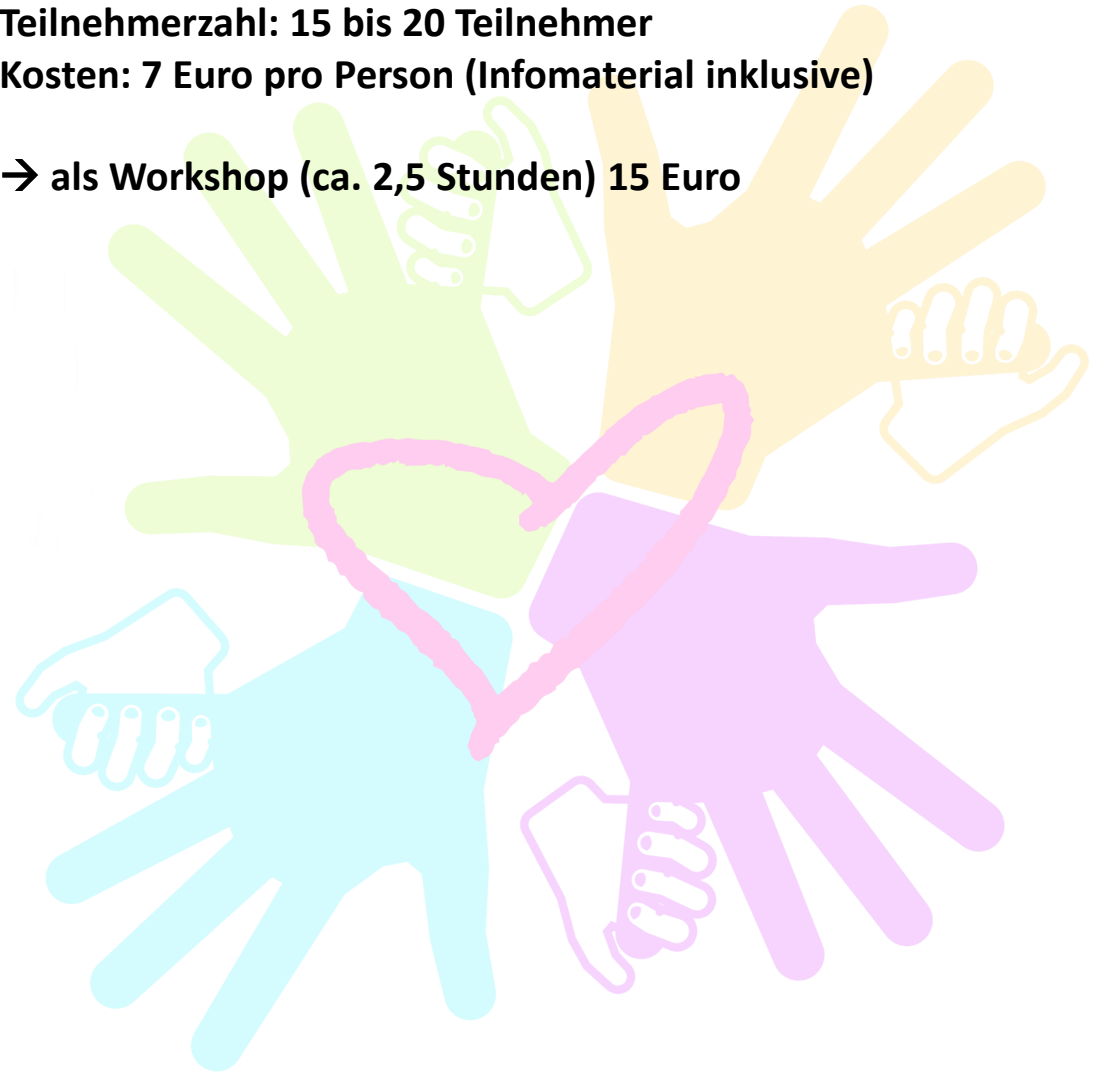 Teilnehmerzahl: 15 bis 20 Teilnehmer
Kosten: 7 Euro pro Person (Infomaterial inklusive)
→ als Workshop (ca. 2,5 Stunden) 15 Euro